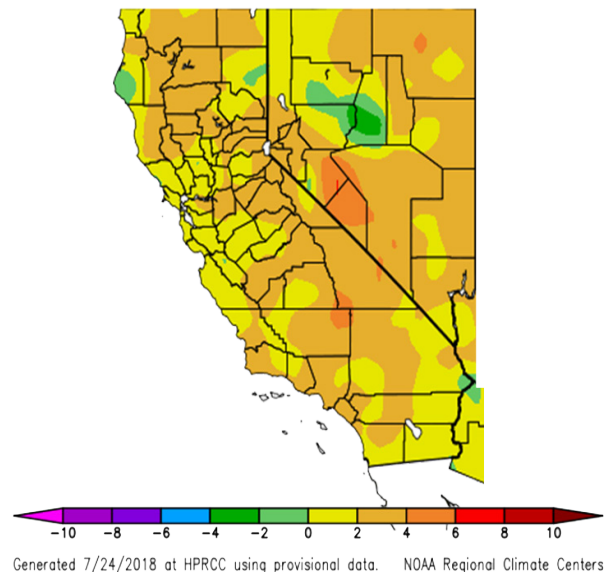 -10 -8 -6 -4 -2 0 2 4 6 8 10
Generated 7/24/2018 at HPRCC using provisional data. NOAA Regional Climate Centers